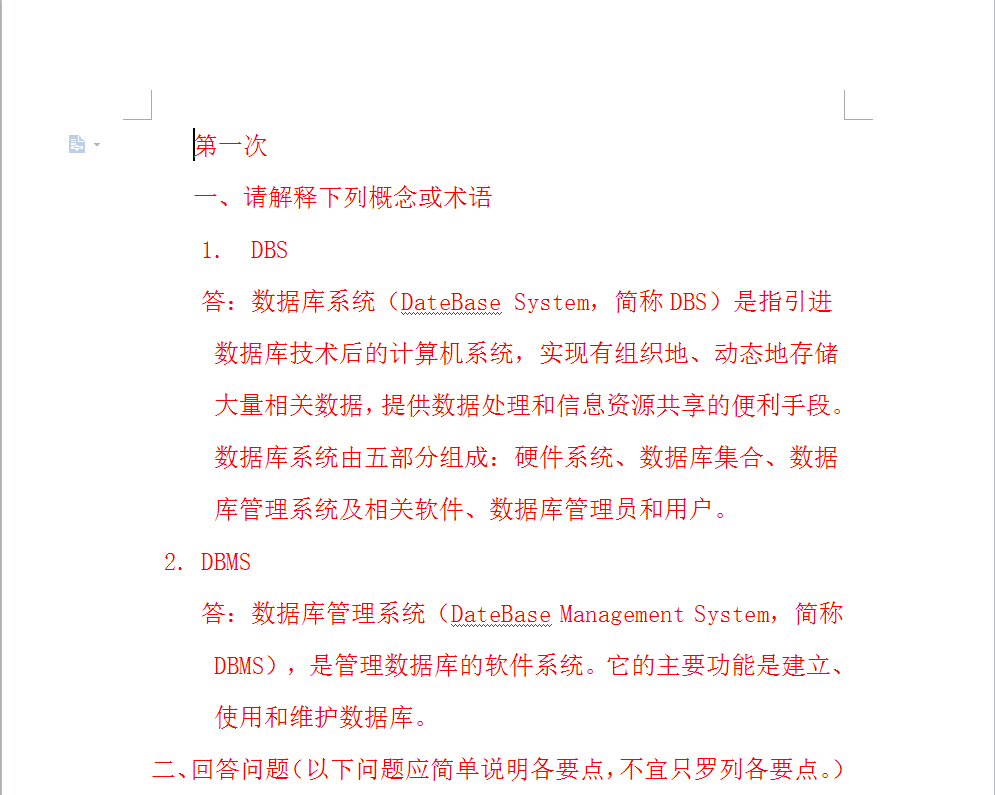 第一次
一、请解释下列概念或术语
1. DBS
答：数据库系统（DateBase System，简称 DBS）是指引进
数据库技术后的计算机系统，实现有组织地、动态地存储
大量相关数据，提供数据处理和信息资源共享的便利手段。
数据库系统由五部分组成：硬件系统、数据库集合、数据
库管理系统及相关软件、数据库管理员和用户。
2. DBMS
答：数据库管理系统（DateBase Management System，简称
DBMS），是管理数据库的软件系统。它的主要功能是建立、
使用和维护数据库。
二、回答问题（以下问题应简单说明各要点，不宜只罗列各要点。）